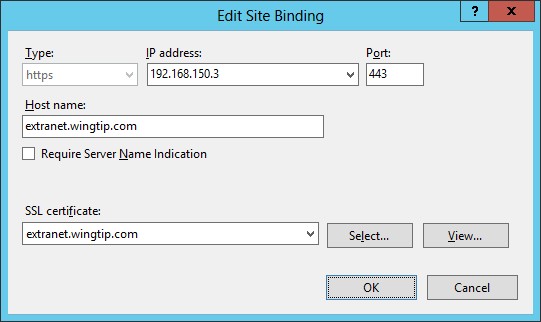 Edit Site Binding
? x
Type: IP address: Port:
https 192.168.150.3 443
Host name:
extranet.wingtip.com
Require Server Name Indication
SSL certificate:
extranet.wingtip.com Select... View...
OK Cancel